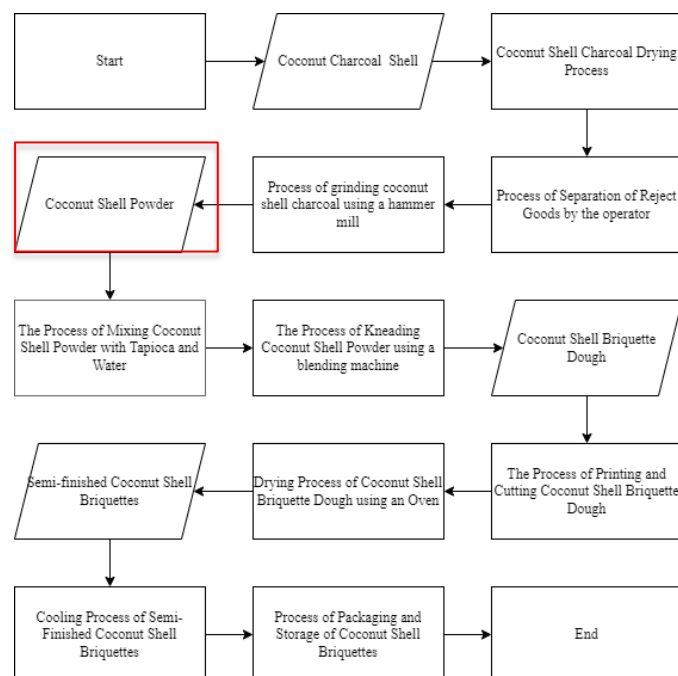 Start
Coconut Charcoal Shell
Coconut Shell Charcoal Drying
Process
Coconut Shell Powder
Process of grinding coconut
shell charcoal using a hammer
mill
Process of Separation of Reject
Goods by the operator
The Process of Mixing Coconut
Shell Powder with Tapioca and
Water
The Process of Kneading
Coconut Shell Powder using a
blending machine
Coconut Shell Briquette
Dough
Semi-finished Coconut Shell
Briquettes
Drying Process of Coconut Shell
Briquette Dough using an Oven
The Process of Printing and
Cutting Coconut Shell Briquette
Dough
Cooling Process of Semi-
Finished Coconut Shell
Briquettes
Process of Packaging and
Storage of Coconut Shell
Briquettes
End